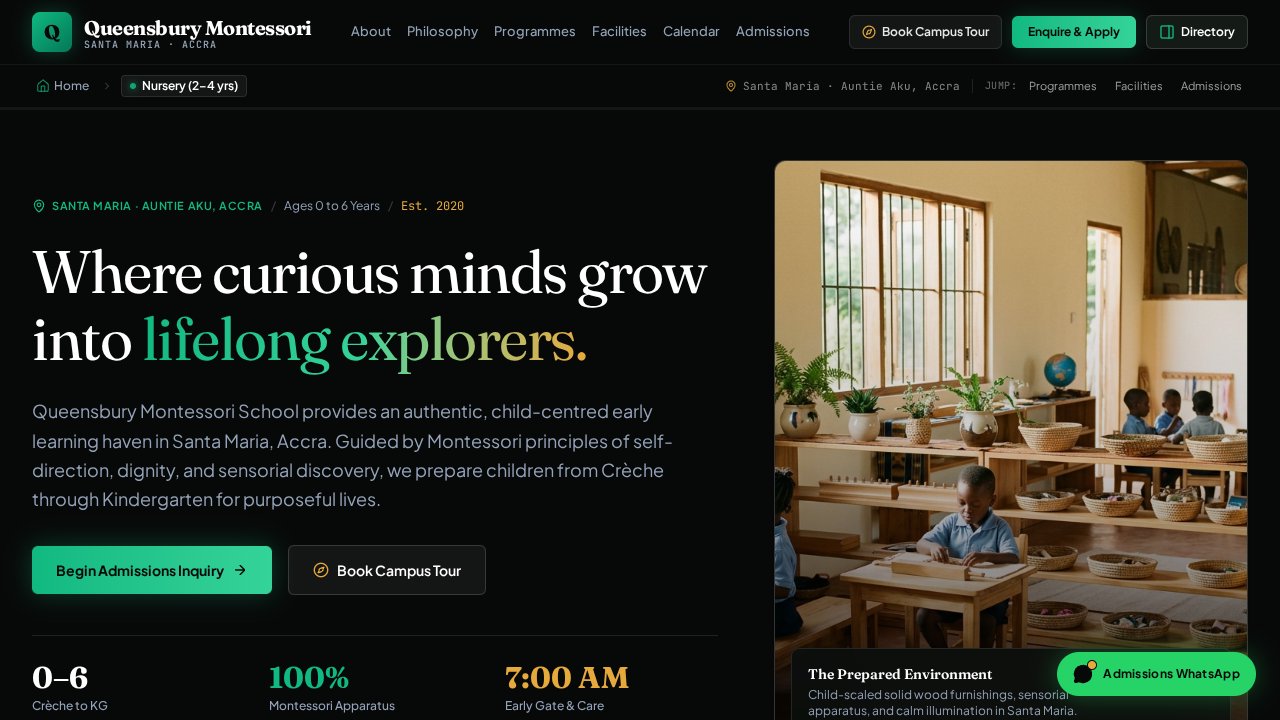 Q
Queensbury Montessori
SANTA MARIA · ACCRA
About Philosophy Programmes Facilities Calendar Admissions
Book Campus Tour
Enquire & Apply
Directory
Home
Nursery (2–4 yrs)
Santa Maria · Auntie Aku, Accra
JUMP: Programmes Facilities Admissions
SANTA MARIA · AUNTIE AKU, ACCRA / Ages 0 to 6 Years / Est. 2020
Where curious minds grow
into lifelong explorers.
Queensbury Montessori School provides an authentic, child-centred early
learning haven in Santa Maria, Accra. Guided by Montessori principles of self-
direction, dignity, and sensorial discovery, we prepare children from Crèche
through Kindergarten for purposeful lives.
Begin Admissions Inquiry
Book Campus Tour
0–6
Crèche to KG
100%
Montessori Apparatus
7:00 AM
Early Gate & Care
The Prepared Environment
Child-scaled solid wood furnishings, sensorial
apparatus, and calm illumination in Santa Maria.
Admissions WhatsApp